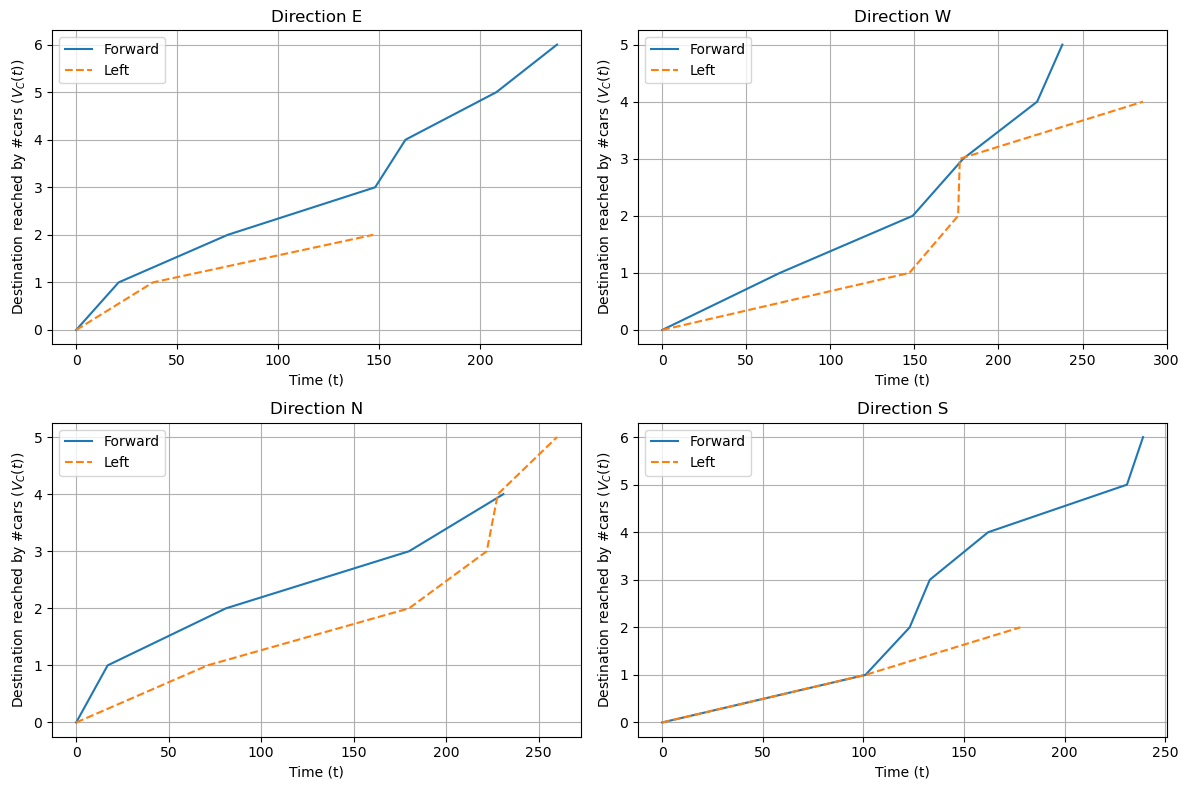 Direction E
Forward
Left
Destination reached by #cars (V_C(t))
6
5
4
3
2
1
0
0 50 100 150 200
Time (t)
Direction W
Forward
Left
Destination reached by #cars (V_C(t))
5
4
3
2
1
0
0 50 100 150 200 250 300
Time (t)
Direction N
Forward
Left
Destination reached by #cars (V_C(t))
5
4
3
2
1
0
0 50 100 150 200 250
Time (t)
Direction S
Forward
Left
Destination reached by #cars (V_C(t))
6
5
4
3
2
1
0
0 50 100 150 200 250
Time (t)